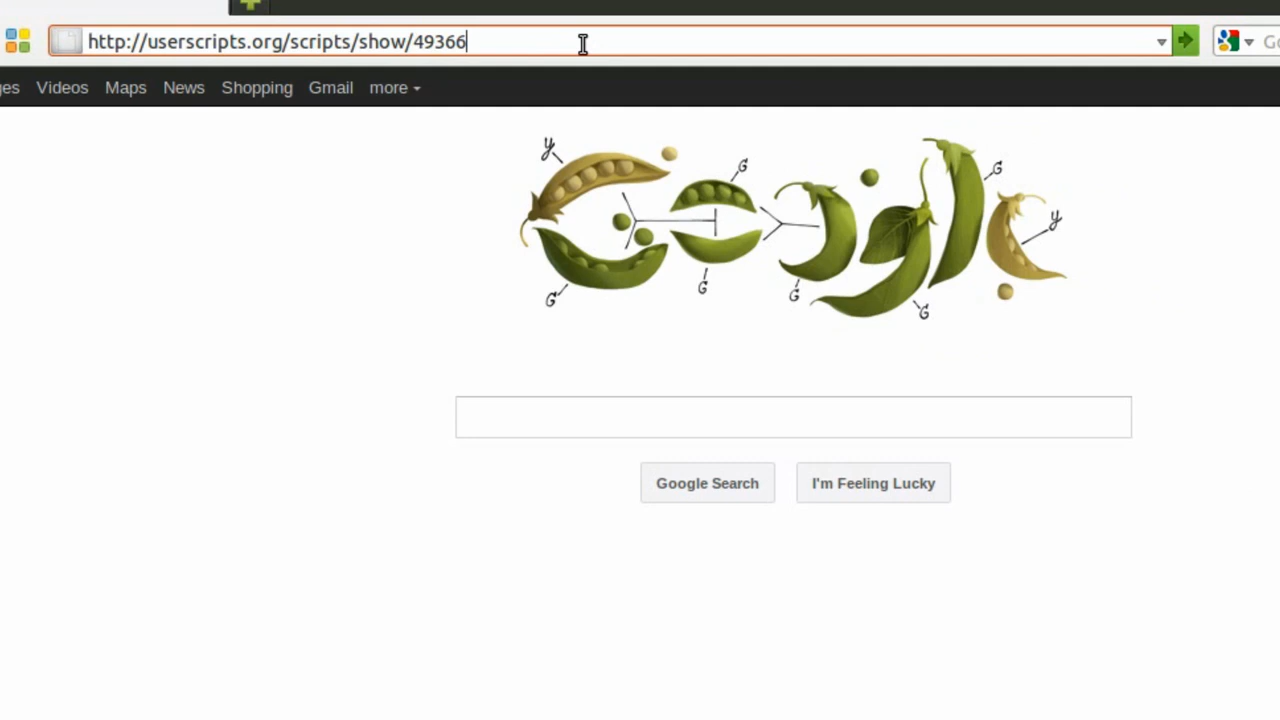 http://userscripts.org/scripts/show/49366
Videos Maps News Shopping Gmail more
y G G y
G G G G
Google Search I'm Feeling Lucky